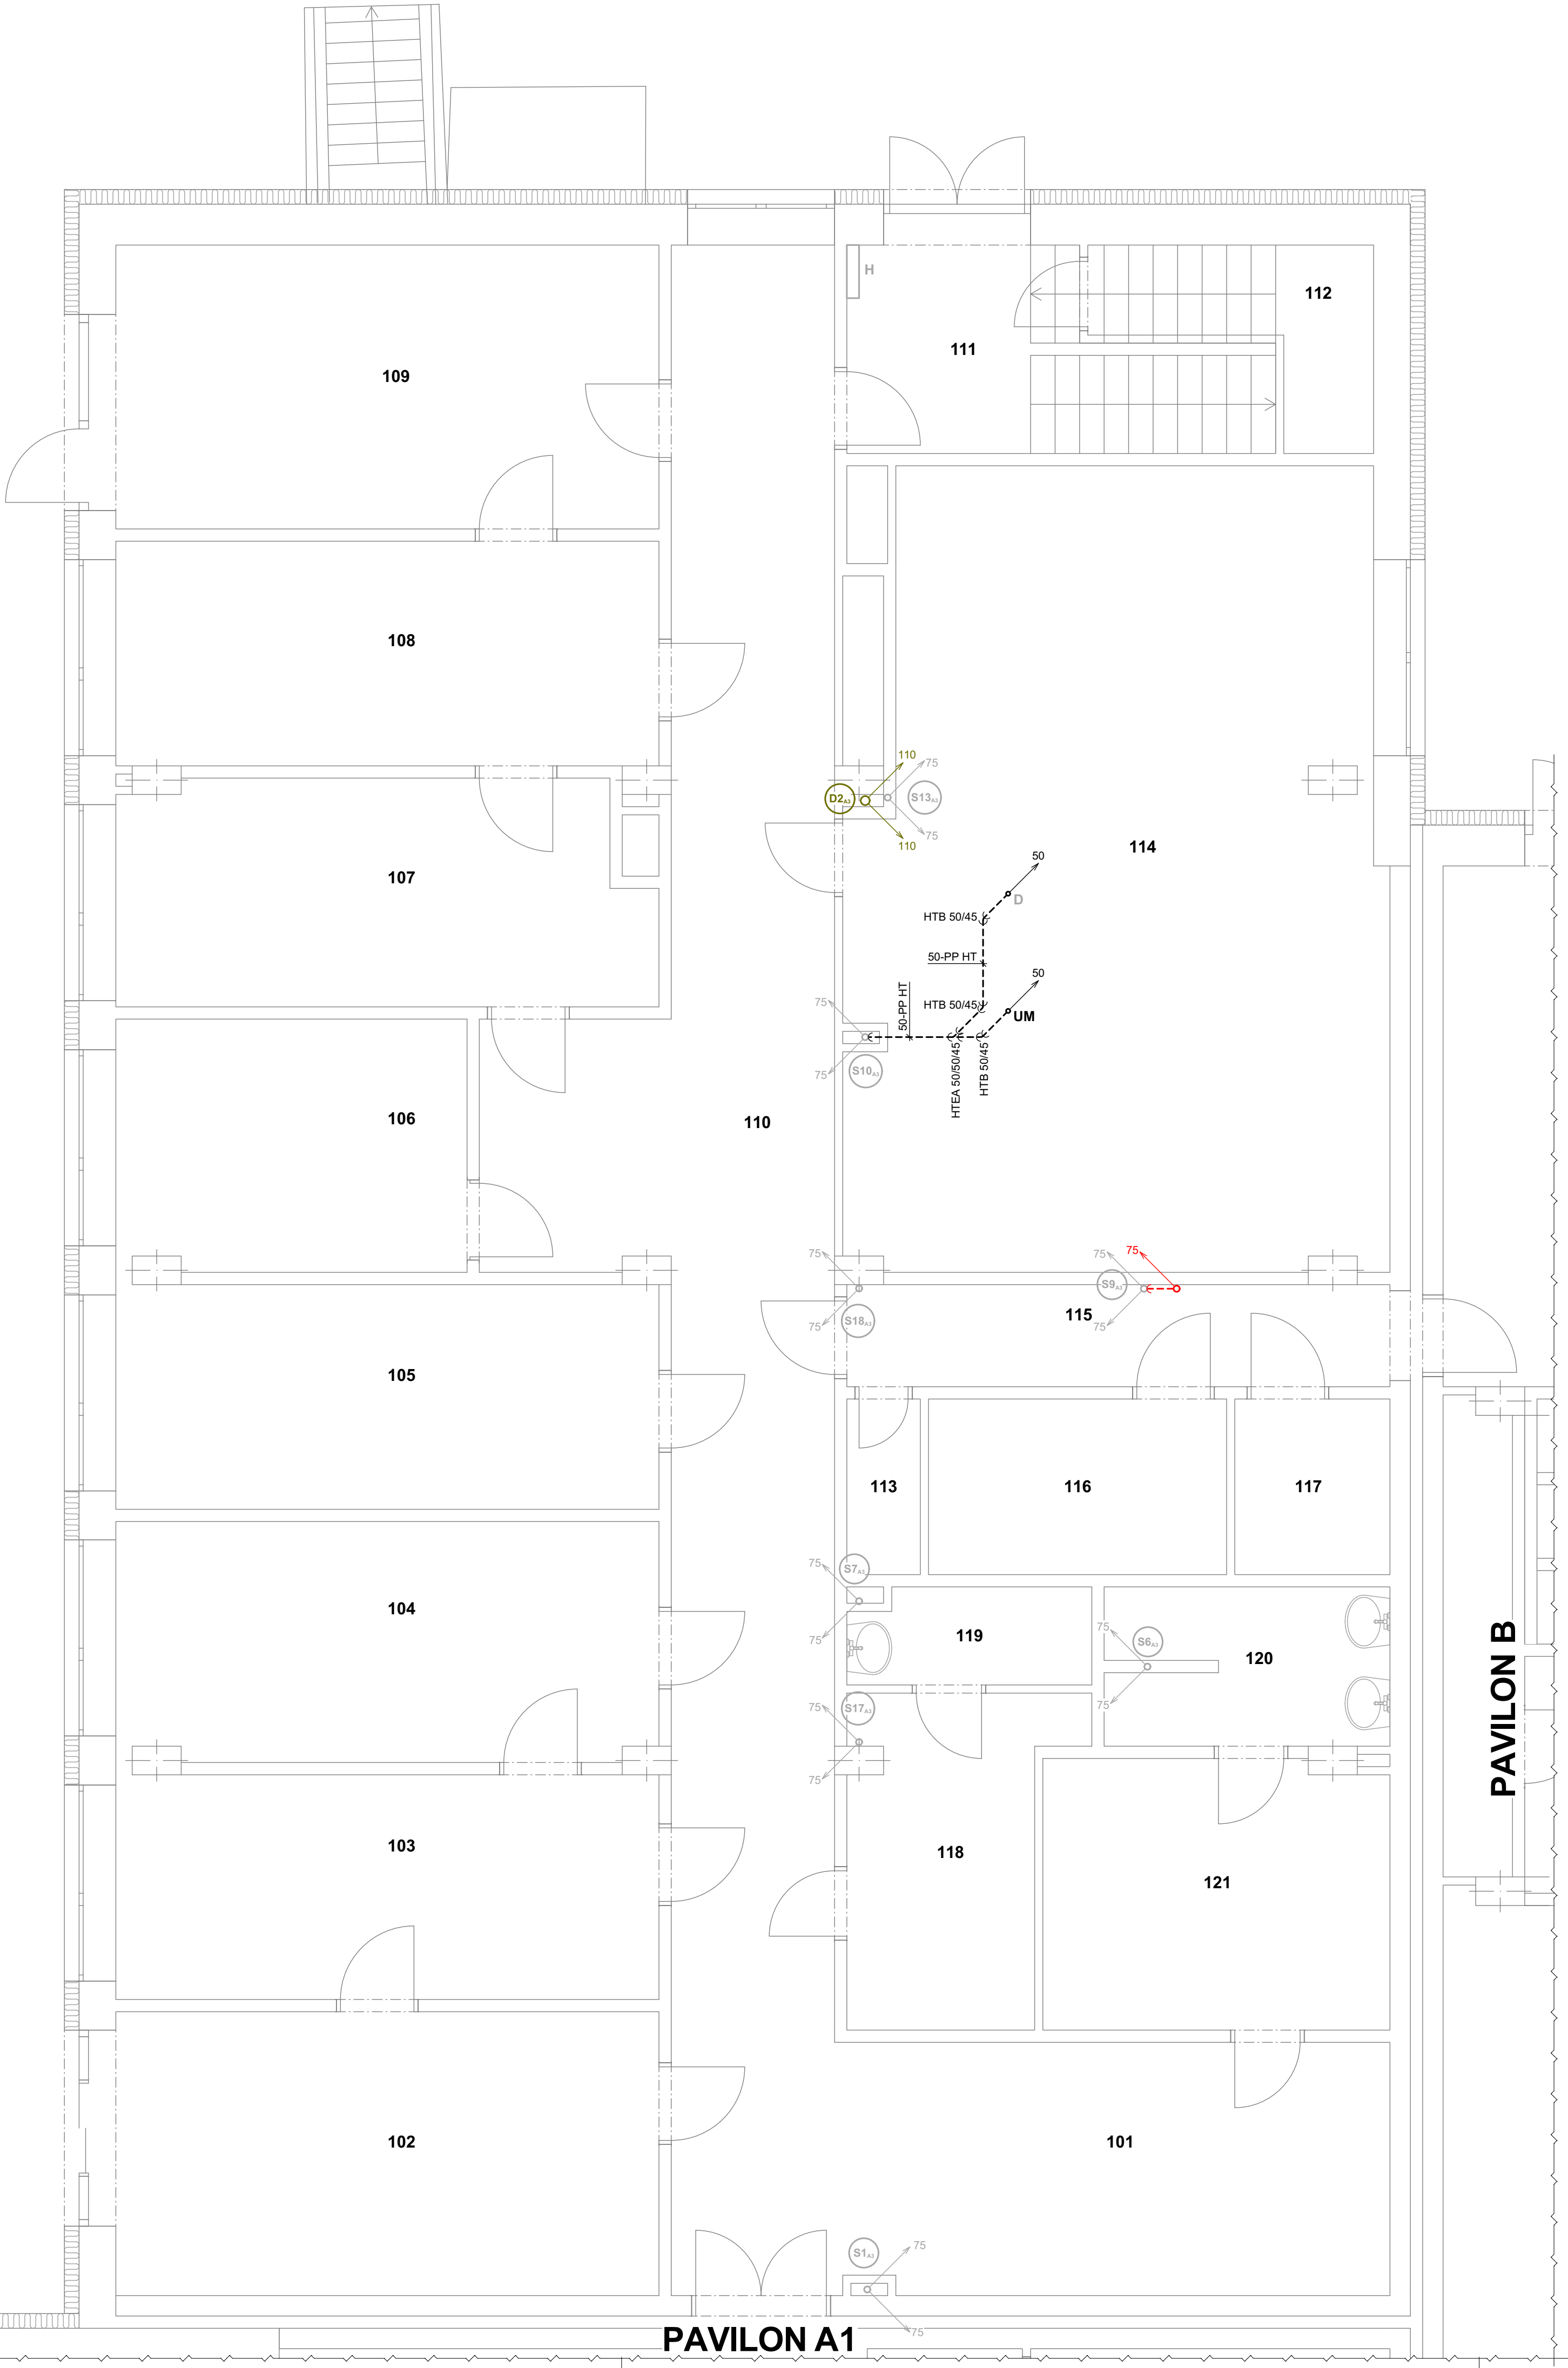 H
112
111
109
108
110
75
D2A3
S13A3
75
110
114
107
50
D
HTB 50/45
50-PP HT
50
75
50-PP HT
HTB 50/45
UM
75
S10A3
HTEA 50/50/45
HTB 50/45
106
110
75
75
75
S9A3
115
75
75
S18A3
105
113
116
117
75
S7A3
104
119
75
75
S6A3
120
75
75
S17A3
PAVILON B
75
103
118
121
102
101
75
S1A3
75
PAVILON A1